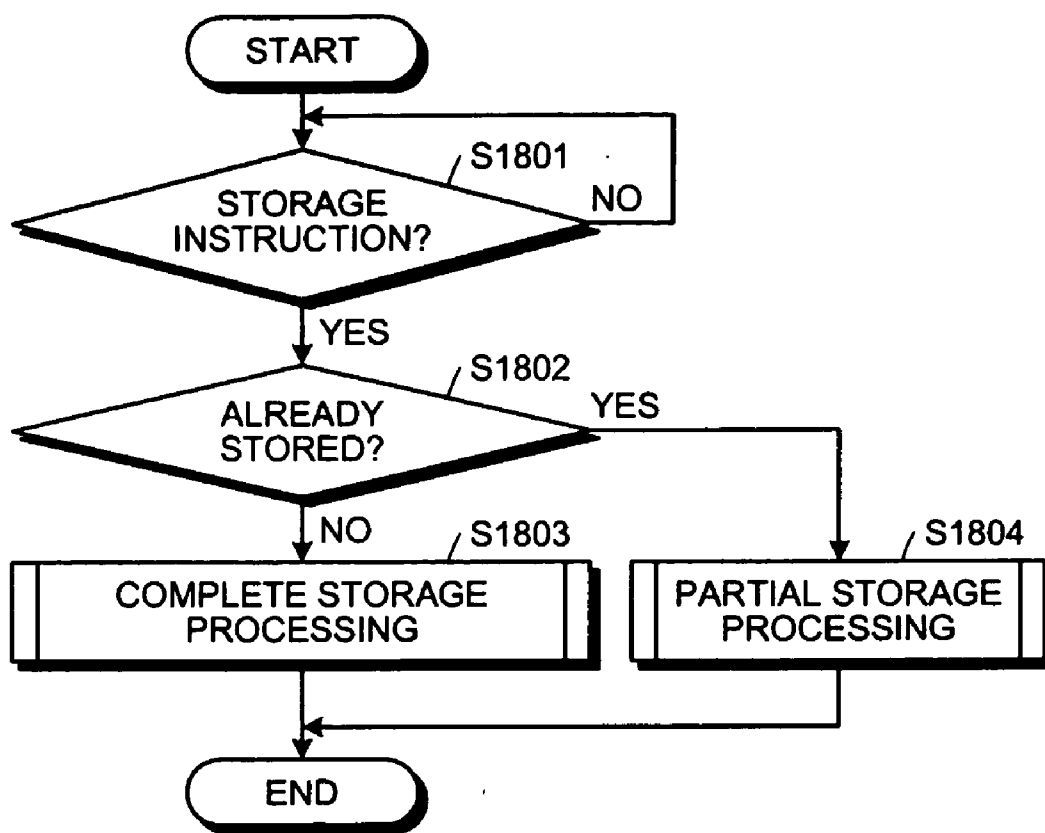 START
S1801
STORAGE
INSTRUCTION?
NO
YES
S1802
ALREADY
STORED?
YES
NO
S1803
COMPLETE STORAGE
PROCESSING
S1804
PARTIAL STORAGE
PROCESSING
END